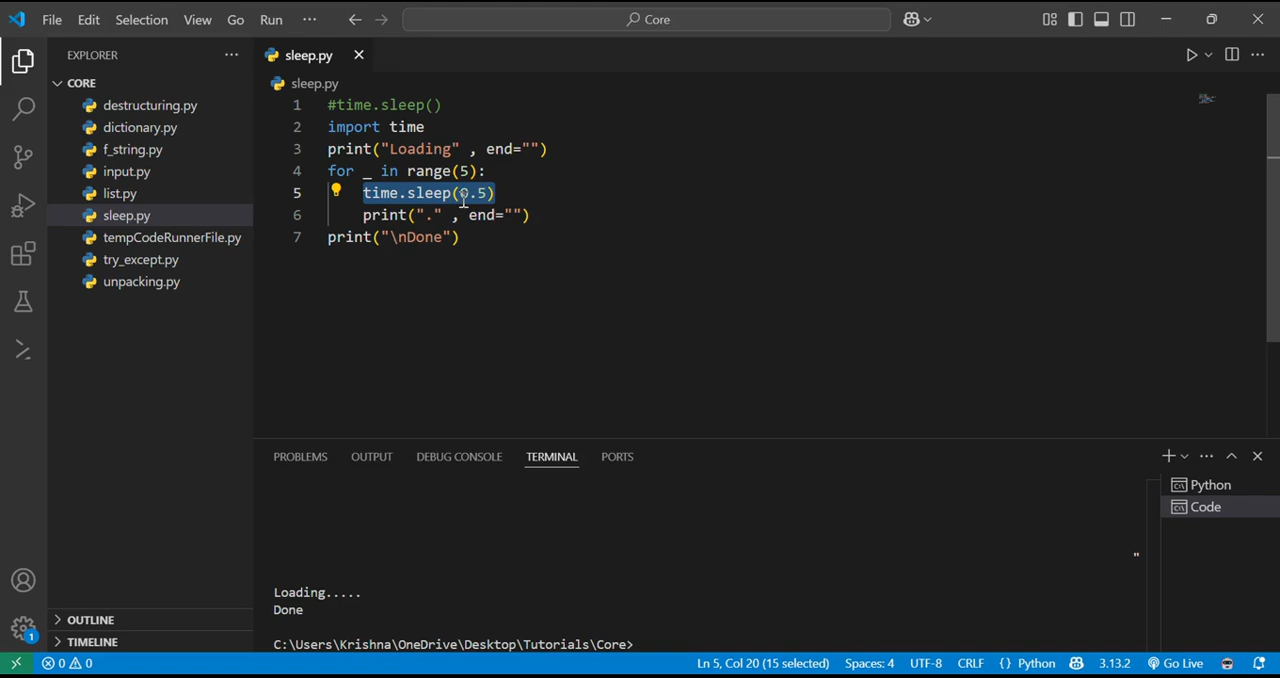 File Edit Selection View Go Run ··· Core
EXPLORER ···
CORE
destructuring.py
dictionary.py
f_string.py
input.py
list.py
sleep.py
tempCodeRunnerFile.py
try_except.py
unpacking.py
OUTLINE
TIMELINE
1
sleep.py
sleep.py
1 #time.sleep()
2 import time
3 print("Loading" , end="")
4 for _ in range(5):
5 time.sleep(0.5)
6 print("." , end="")
7 print("\nDone")
PROBLEMS OUTPUT DEBUG CONSOLE TERMINAL PORTS
"
Loading.....
Done
C:\Users\Krishna\OneDrive\Desktop\Tutorials\Core>
Python
Code
0 0 Ln 5, Col 20 (15 selected) Spaces: 4 UTF-8 CRLF {} Python 3.13.2 Go Live